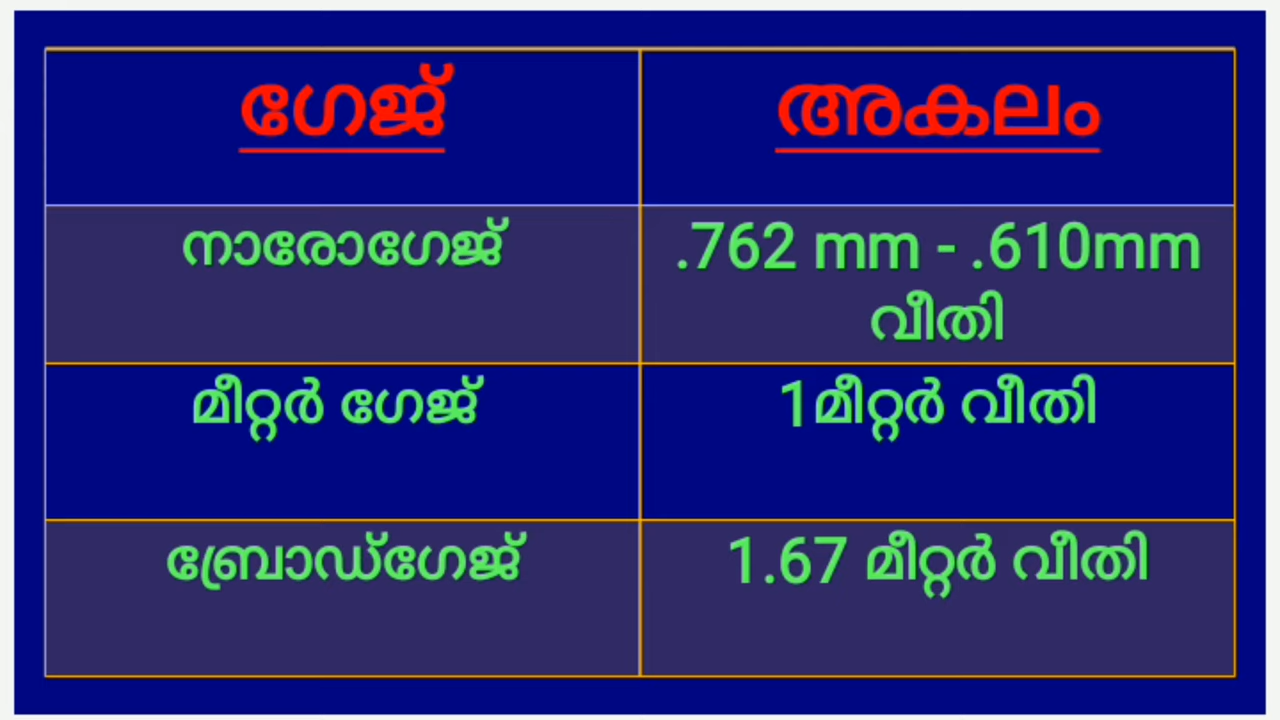 ഗേജ്
അകലം
നാരോഗേജ്
.762 mm - .610mm
വീതി
മീറ്റർ ഗേജ്
1മീറ്റർ വീതി
ബ്രോഡ്ഗേജ്
1.67 മീറ്റർ വീതി